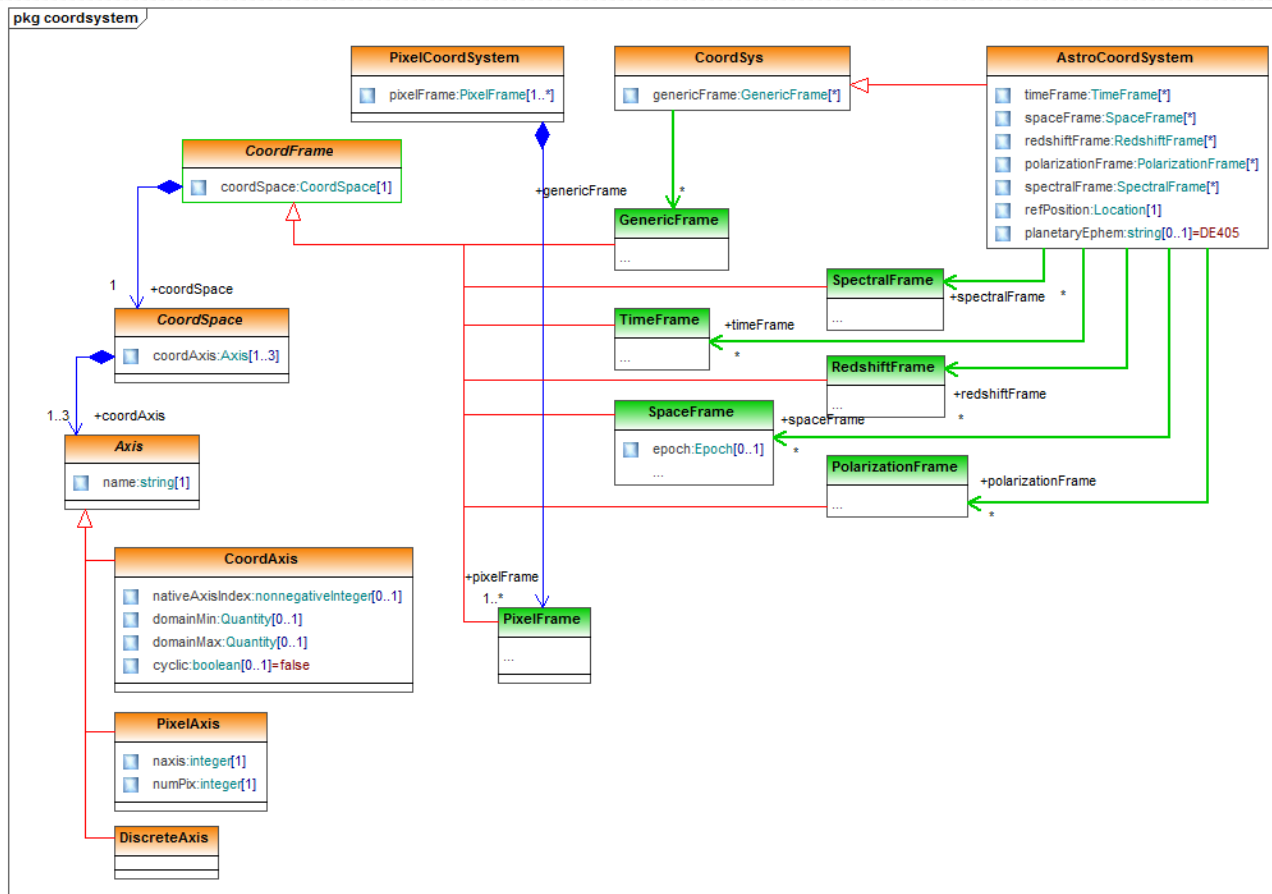 pkg coordsystem
PixelCoordSystem
pixelFrame:PixelFrame[1..*]
CoordSys
genericFrame:GenericFrame[*]
AstroCoordSystem
timeFrame:TimeFrame[*]
spaceFrame:SpaceFrame[*]
redshiftFrame:RedshiftFrame[*]
polarizationFrame:PolarizationFrame[*]
spectralFrame:SpectralFrame[*]
refPosition:Location[1]
planetaryEphem:string[0..1]=DE405
CoordFrame
coordSpace:CoordSpace[1]
+genericFrame
*
GenericFrame
...
1
+coordSpace
SpectralFrame
...
+spectralFrame
*
CoordSpace
coordAxis:Axis[1..3]
TimeFrame
...
+timeFrame
*
RedshiftFrame
...
+redshiftFrame
*
1..3
+coordAxis
SpaceFrame
epoch:Epoch[0..1]
...
+spaceFrame
*
Axis
name:string[1]
PolarizationFrame
...
+polarizationFrame
*
CoordAxis
nativeAxisIndex:nonnegativeInteger[0..1]
domainMin:Quantity[0..1]
domainMax:Quantity[0..1]
cyclic:boolean[0..1]=false
+pixelFrame
1..*
PixelFrame
...
PixelAxis
naxis:integer[1]
numPix:integer[1]
DiscreteAxis